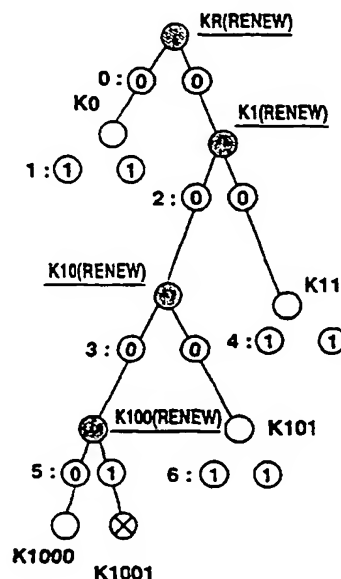 KR(RENEW)
0: 0 0
K0
K1(RENEW)
1: 1 1
2: 0 0
K10(RENEW)
K11
3: 0 0
4: 1 1
K100(RENEW)
K101
5: 0 1
6: 1 1
K1000
K1001